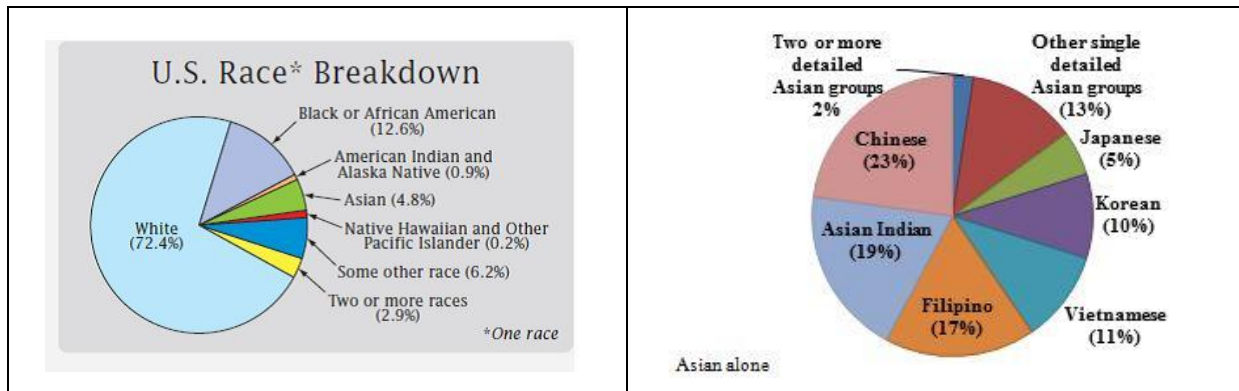 U.S. Race* Breakdown
Black or African American
(12.6%)
American Indian and
Alaska Native (0.9%)
Asian (4.8%)
White
(72.4%)
Native Hawaiian and Other
Pacific Islander (0.2%)
Some other race (6.2%)
Two or more races
(2.9%)
*One race
Two or more
detailed
Asian groups
2%
Other single
detailed
Asian groups
(13%)
Chinese
(23%)
Japanese
(5%)
Korean
(10%)
Asian Indian
(19%)
Filipino
(17%)
Vietnamese
(11%)
Asian alone